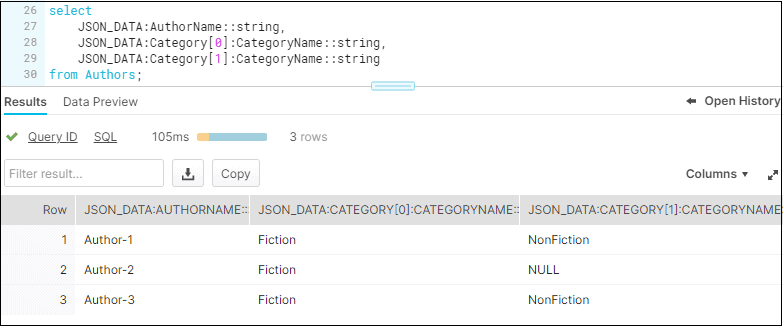 26 select
27 JSON_DATA:AuthorName::string,
28 JSON_DATA:Category[0]:CategoryName::string,
29 JSON_DATA:Category[1]:CategoryName::string
30 from Authors;
Results Data Preview Open History
Query ID SQL 105ms 3 rows
Filter result... Copy Columns
Row JSON_DATA:AUTHORNAME:: JSON_DATA:CATEGORY[0]:CATEGORYNAME:: JSON_DATA:CATEGORY[1]:CATEGORYNAME
1 Author-1 Fiction NonFiction
2 Author-2 Fiction NULL
3 Author-3 Fiction NonFiction